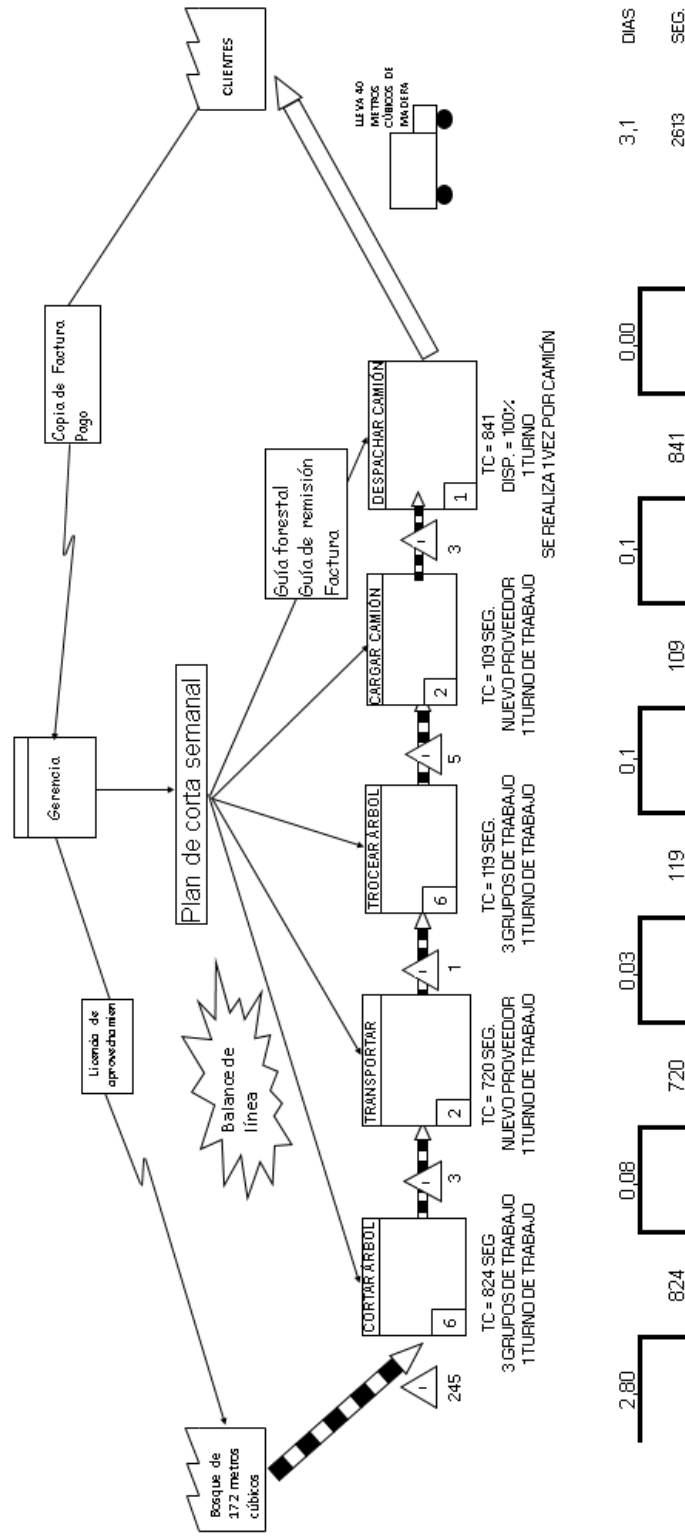 Bosque de
172 metros
cúbicos
Licencia de
aprovechamien
Gerencia
Copia de Factura
Pago
CLIENTES
Balance de
línea
Plan de corta semanal
Guía forestal
Guía de remisión
Factura
LLEVA 40
METROS
CÚBICOS DE
MADERA
245
I
CORTAR ÁRBOL
6
TC = 824 SEG
3 GRUPOS DE TRABAJO
1 TURNO DE TRABAJO
I
3
TRANSPORTAR
2
TC = 720 SEG.
NUEVO PROVEEDOR
1 TURNO DE TRABAJO
I
1
TROCEAR ÁRBOL
6
TC = 119 SEG.
3 GRUPOS DE TRABAJO
1 TURNO DE TRABAJO
I
5
CARGAR CAMIÓN
2
TC = 109 SEG.
NUEVO PROVEEDOR
1 TURNO DE TRABAJO
I
3
DESPACHAR CAMIÓN
1
TC = 841
DISP. = 100%
1 TURNO
SE REALIZA 1 VEZ POR CAMIÓN
2,80 0,08 0,03 0,1 0,1 0,00 3,1 DIAS
824 720 119 109 841 2613 SEG.